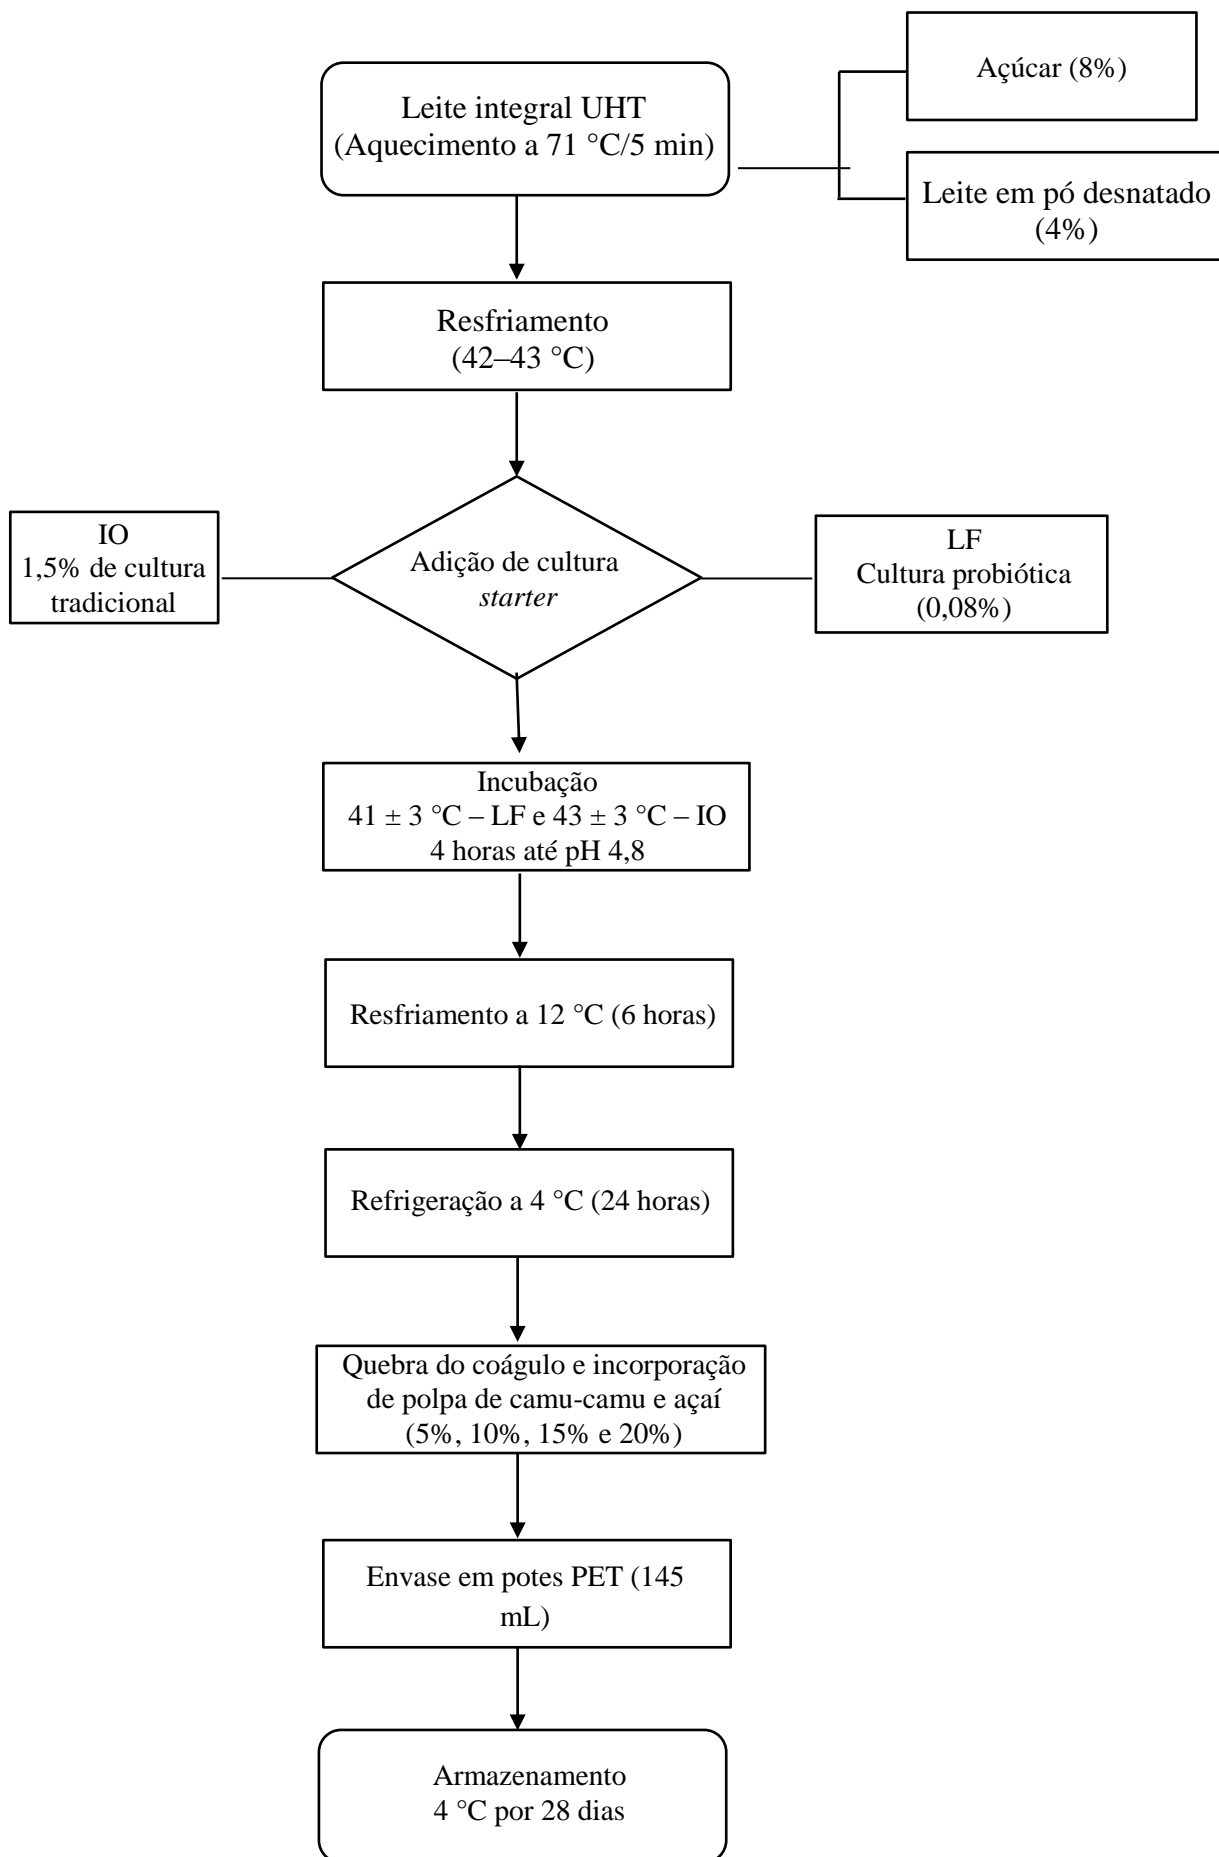 Leite integral UHT
(Aquecimento a 71 °C/5 min)
Açúcar (8%)
Leite em pó desnatado
(4%)
Resfriamento
(42–43 °C)
IO
1,5% de cultura
tradicional
Adição de cultura
starter
LF
Cultura probiótica
(0,08%)
Incubação
41 ± 3 °C – LF e 43 ± 3 °C – IO
4 horas até pH 4,8
Resfriamento a 12 °C (6 horas)
Refrigeração a 4 °C (24 horas)
Quebra do coágulo e incorporação
de polpa de camu-camu e açaí
(5%, 10%, 15% e 20%)
Envase em potes PET (145
mL)
Armazenamento
4 °C por 28 dias